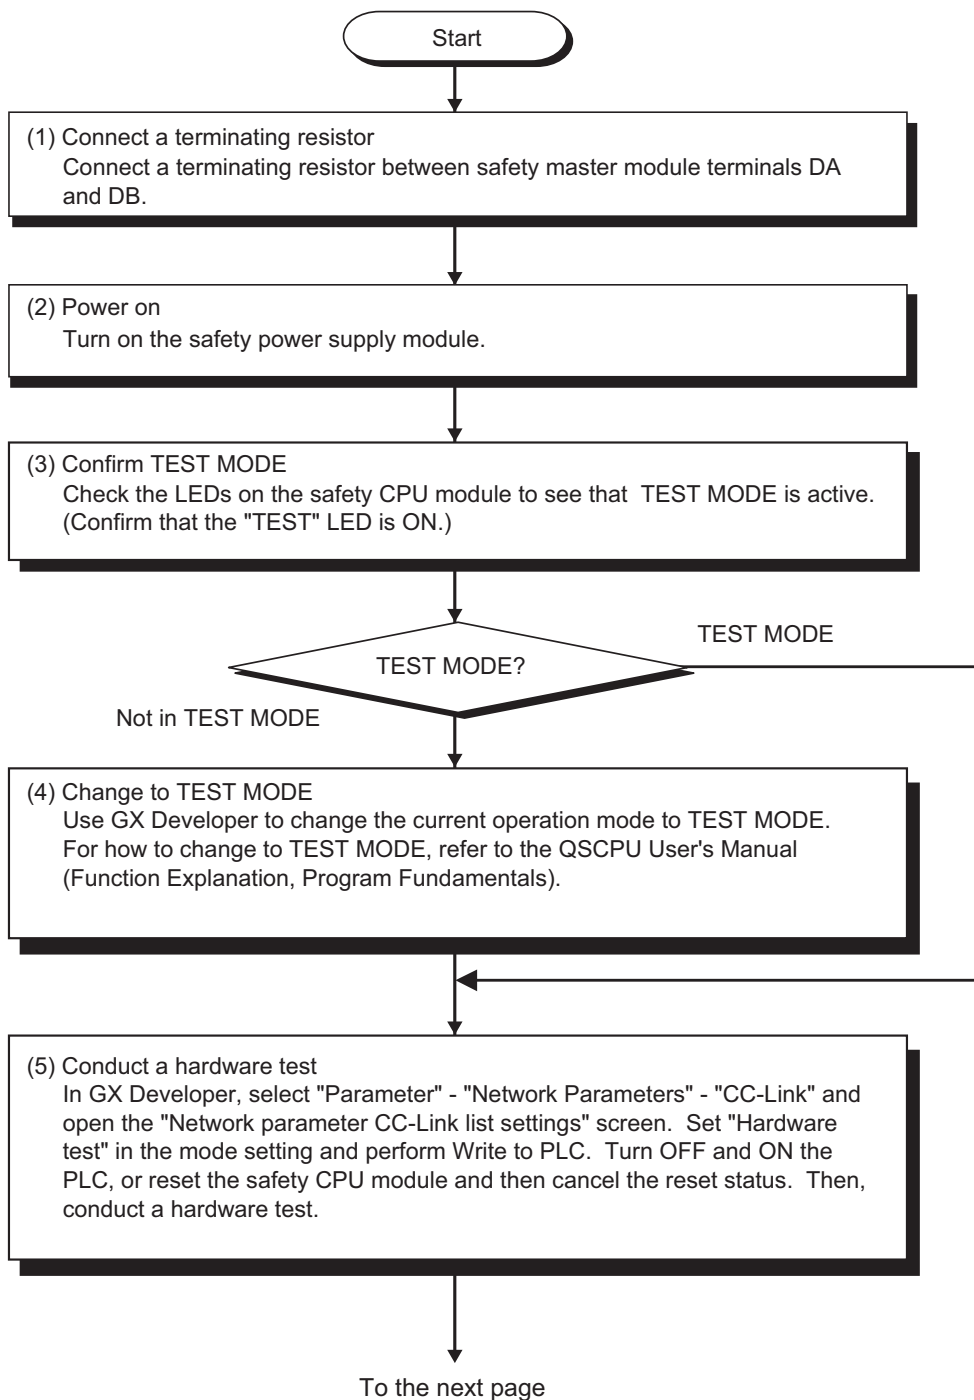 Start
(1) Connect a terminating resistor
Connect a terminating resistor between safety master module terminals DA
and DB.
(2) Power on
Turn on the safety power supply module.
(3) Confirm TEST MODE
Check the LEDs on the safety CPU module to see that TEST MODE is active.
(Confirm that the "TEST" LED is ON.)
TEST MODE
TEST MODE?
Not in TEST MODE
(4) Change to TEST MODE
Use GX Developer to change the current operation mode to TEST MODE.
For how to change to TEST MODE, refer to the QSCPU User's Manual
(Function Explanation, Program Fundamentals).
(5) Conduct a hardware test
In GX Developer, select "Parameter" - "Network Parameters" - "CC-Link" and
open the "Network parameter CC-Link list settings" screen. Set "Hardware
test" in the mode setting and perform Write to PLC. Turn OFF and ON the
PLC, or reset the safety CPU module and then cancel the reset status. Then,
conduct a hardware test.
To the next page